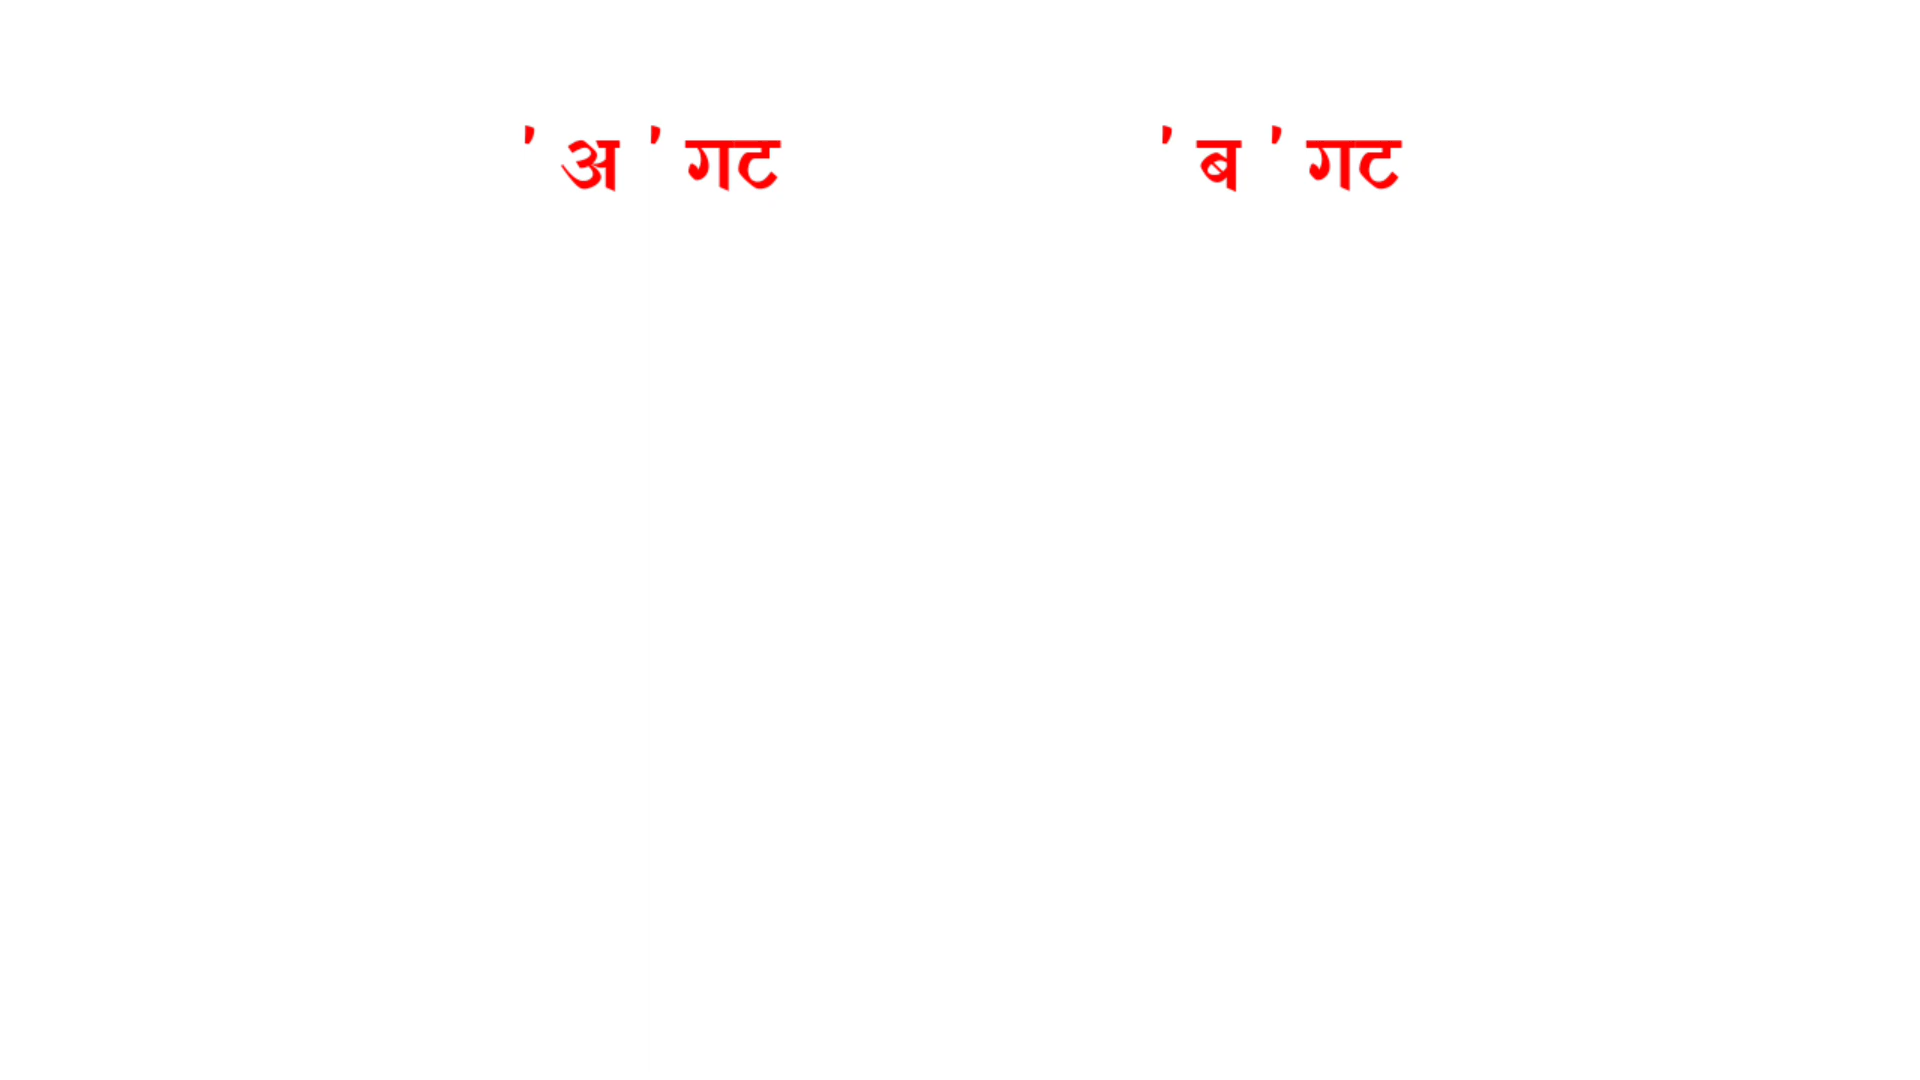 ' अ ' गट ' ब ' गट